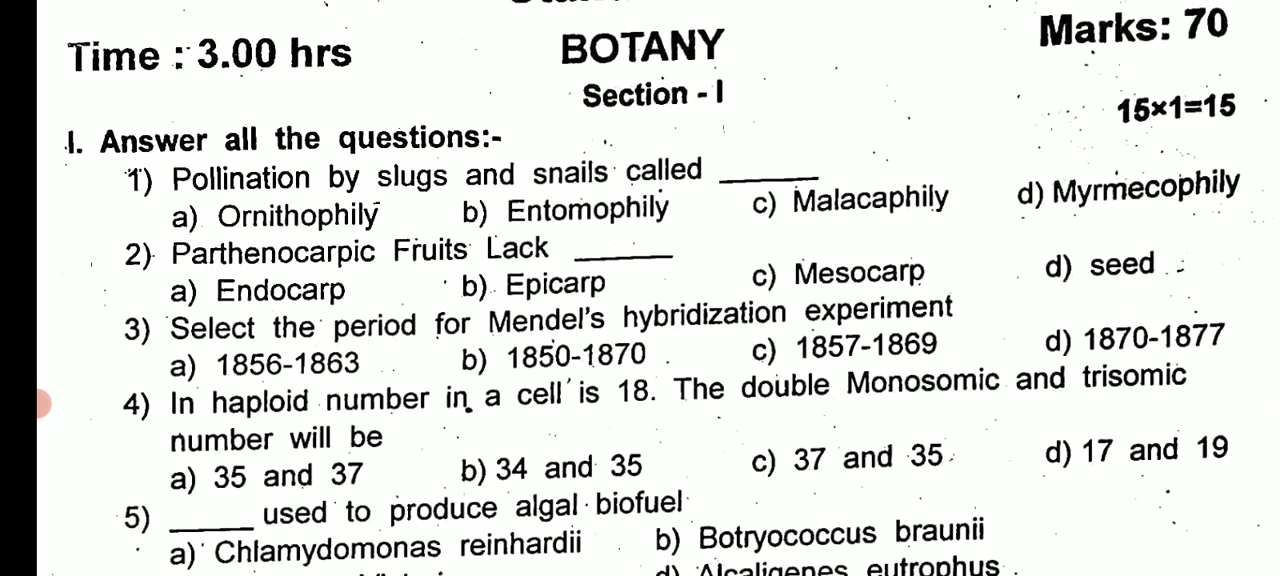 Time : 3.00 hrs BOTANY Marks: 70
Section - I
15×1=15
I. Answer all the questions:-
1) Pollination by slugs and snails called ______
a) Ornithophily b) Entomophily c) Malacaphily d) Myrmecophily
2) Parthenocarpic Fruits Lack ______
a) Endocarp b) Epicarp c) Mesocarp d) seed
3) Select the period for Mendel's hybridization experiment
a) 1856-1863 b) 1850-1870 c) 1857-1869 d) 1870-1877
4) In haploid number in a cell is 18. The double Monosomic and trisomic
number will be
a) 35 and 37 b) 34 and 35 c) 37 and 35 d) 17 and 19
5) ______ used to produce algal biofuel
a) Chlamydomonas reinhardii b) Botryococcus braunii
d) Alcaligenes eutrophus